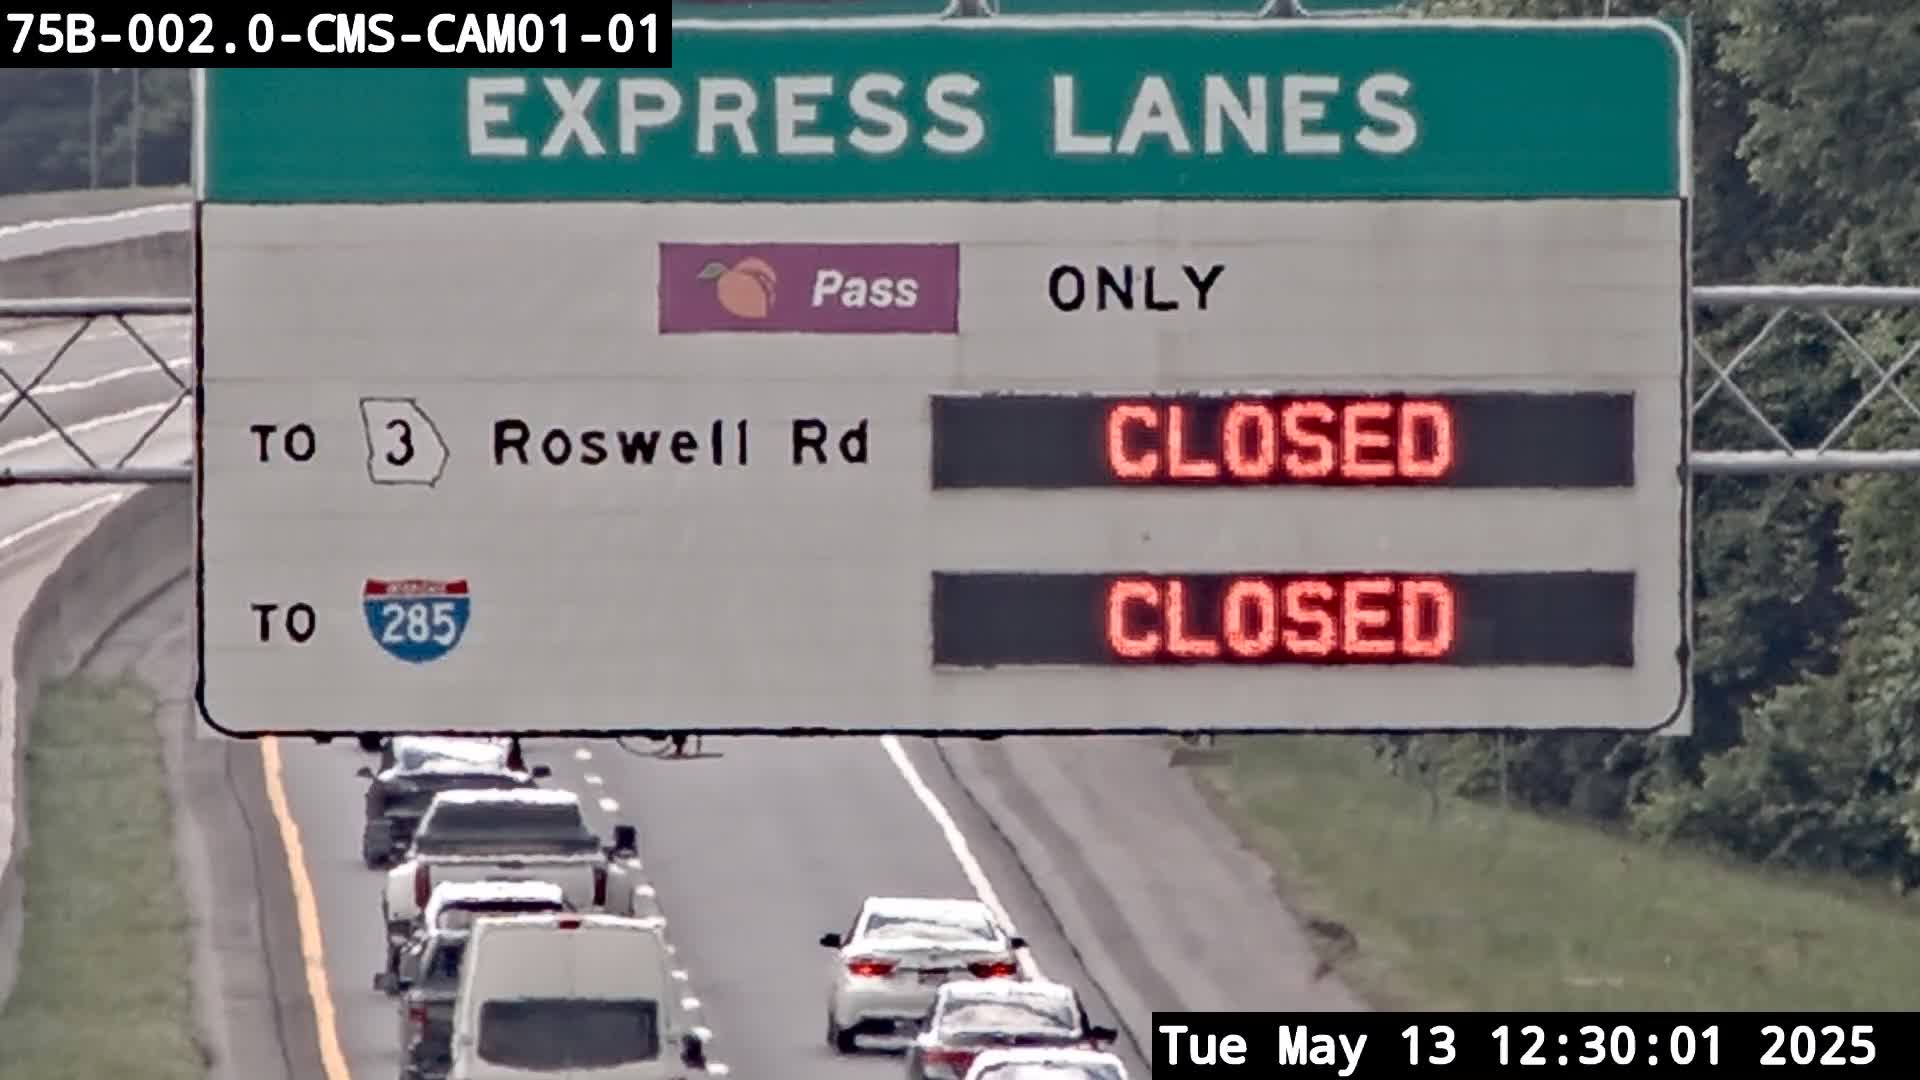 75B-002.0-CMS-CAM01-01
EXPRESS LANES
Pass ONLY
TO 3 Roswell Rd CLOSED
TO 285 CLOSED
Tue May 13 12:30:01 2025